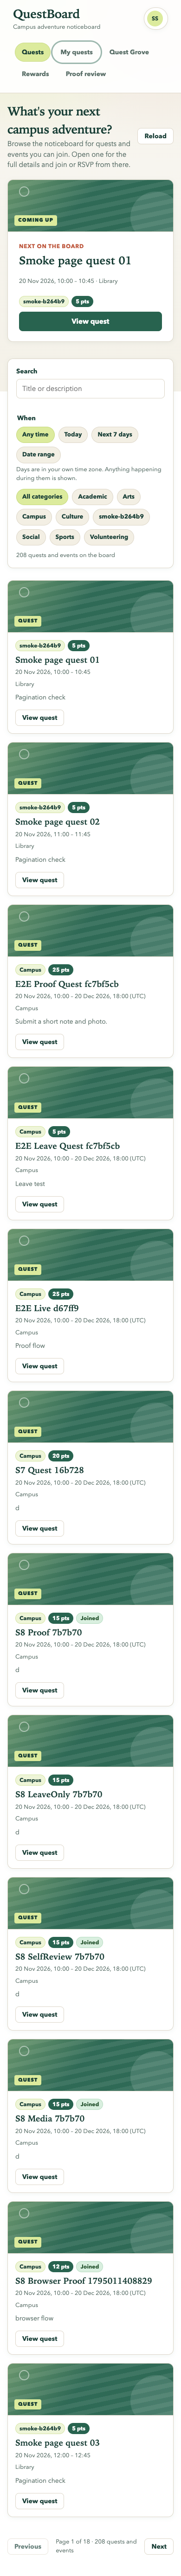 QuestBoard
Campus adventure noticeboard
SS
Quests
My quests
Quest Grove
Rewards
Proof review
What's your next
campus adventure?
Browse the noticeboard for quests and
events you can join. Open one for the
full details and join or RSVP from there.
Reload
COMING UP
NEXT ON THE BOARD
Smoke page quest 01
20 Nov 2026, 10:00 – 10:45 · Library
smoke-b264b9 5 pts
View quest
Search
Title or description
When
Any time Today Next 7 days
Date range
Days are in your own time zone. Anything happening
during them is shown.
All categories Academic Arts
Campus Culture smoke-b264b9
Social Sports Volunteering
208 quests and events on the board
QUEST
smoke-b264b9 5 pts
Smoke page quest 01
20 Nov 2026, 10:00 – 10:45
Library
Pagination check
View quest
QUEST
smoke-b264b9 5 pts
Smoke page quest 02
20 Nov 2026, 11:00 – 11:45
Library
Pagination check
View quest
QUEST
Campus 25 pts
E2E Proof Quest fc7bf5cb
20 Nov 2026, 10:00 – 20 Dec 2026, 18:00 (UTC)
Campus
Submit a short note and photo.
View quest
QUEST
Campus 5 pts
E2E Leave Quest fc7bf5cb
20 Nov 2026, 10:00 – 20 Dec 2026, 18:00 (UTC)
Campus
Leave test
View quest
QUEST
Campus 25 pts
E2E Live d67ff9
20 Nov 2026, 10:00 – 20 Dec 2026, 18:00 (UTC)
Campus
Proof flow
View quest
QUEST
Campus 20 pts
S7 Quest 16b728
20 Nov 2026, 10:00 – 20 Dec 2026, 18:00 (UTC)
Campus
d
View quest
QUEST
Campus 15 pts Joined
S8 Proof 7b7b70
20 Nov 2026, 10:00 – 20 Dec 2026, 18:00 (UTC)
Campus
d
View quest
QUEST
Campus 15 pts
S8 LeaveOnly 7b7b70
20 Nov 2026, 10:00 – 20 Dec 2026, 18:00 (UTC)
Campus
d
View quest
QUEST
Campus 15 pts Joined
S8 SelfReview 7b7b70
20 Nov 2026, 10:00 – 20 Dec 2026, 18:00 (UTC)
Campus
d
View quest
QUEST
Campus 15 pts Joined
S8 Media 7b7b70
20 Nov 2026, 10:00 – 20 Dec 2026, 18:00 (UTC)
Campus
d
View quest
QUEST
Campus 12 pts Joined
S8 Browser Proof 1795011408829
20 Nov 2026, 10:00 – 20 Dec 2026, 18:00 (UTC)
Campus
browser flow
View quest
QUEST
smoke-b264b9 5 pts
Smoke page quest 03
20 Nov 2026, 12:00 – 12:45
Library
Pagination check
View quest
Previous
Page 1 of 18 · 208 quests and
events
Next